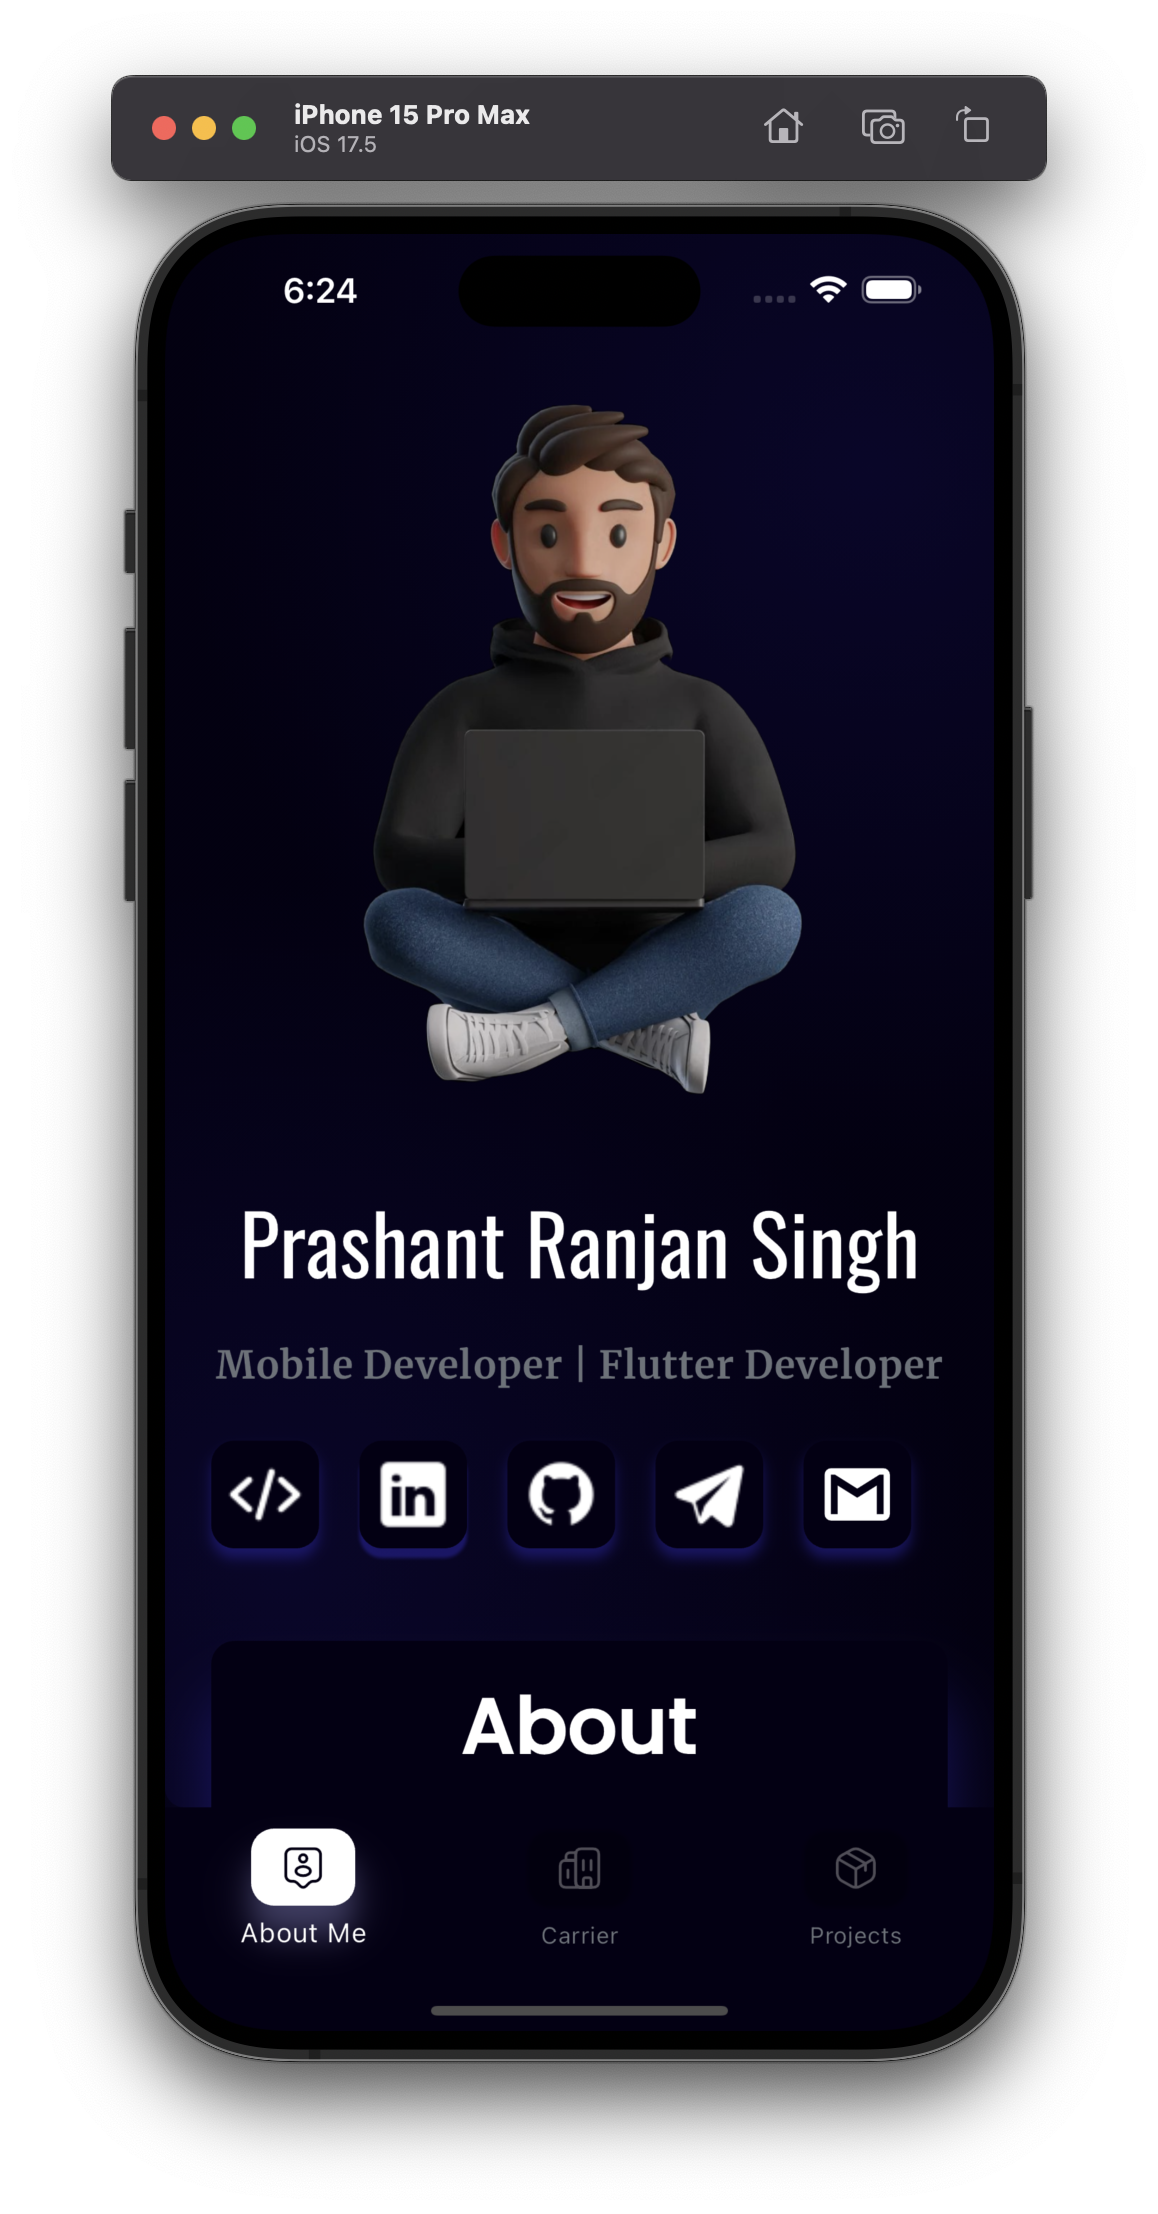 iPhone 15 Pro Max
iOS 17.5
6:24
Prashant Ranjan Singh
Mobile Developer | Flutter Developer
</> in M
About
About Me Carrier Projects